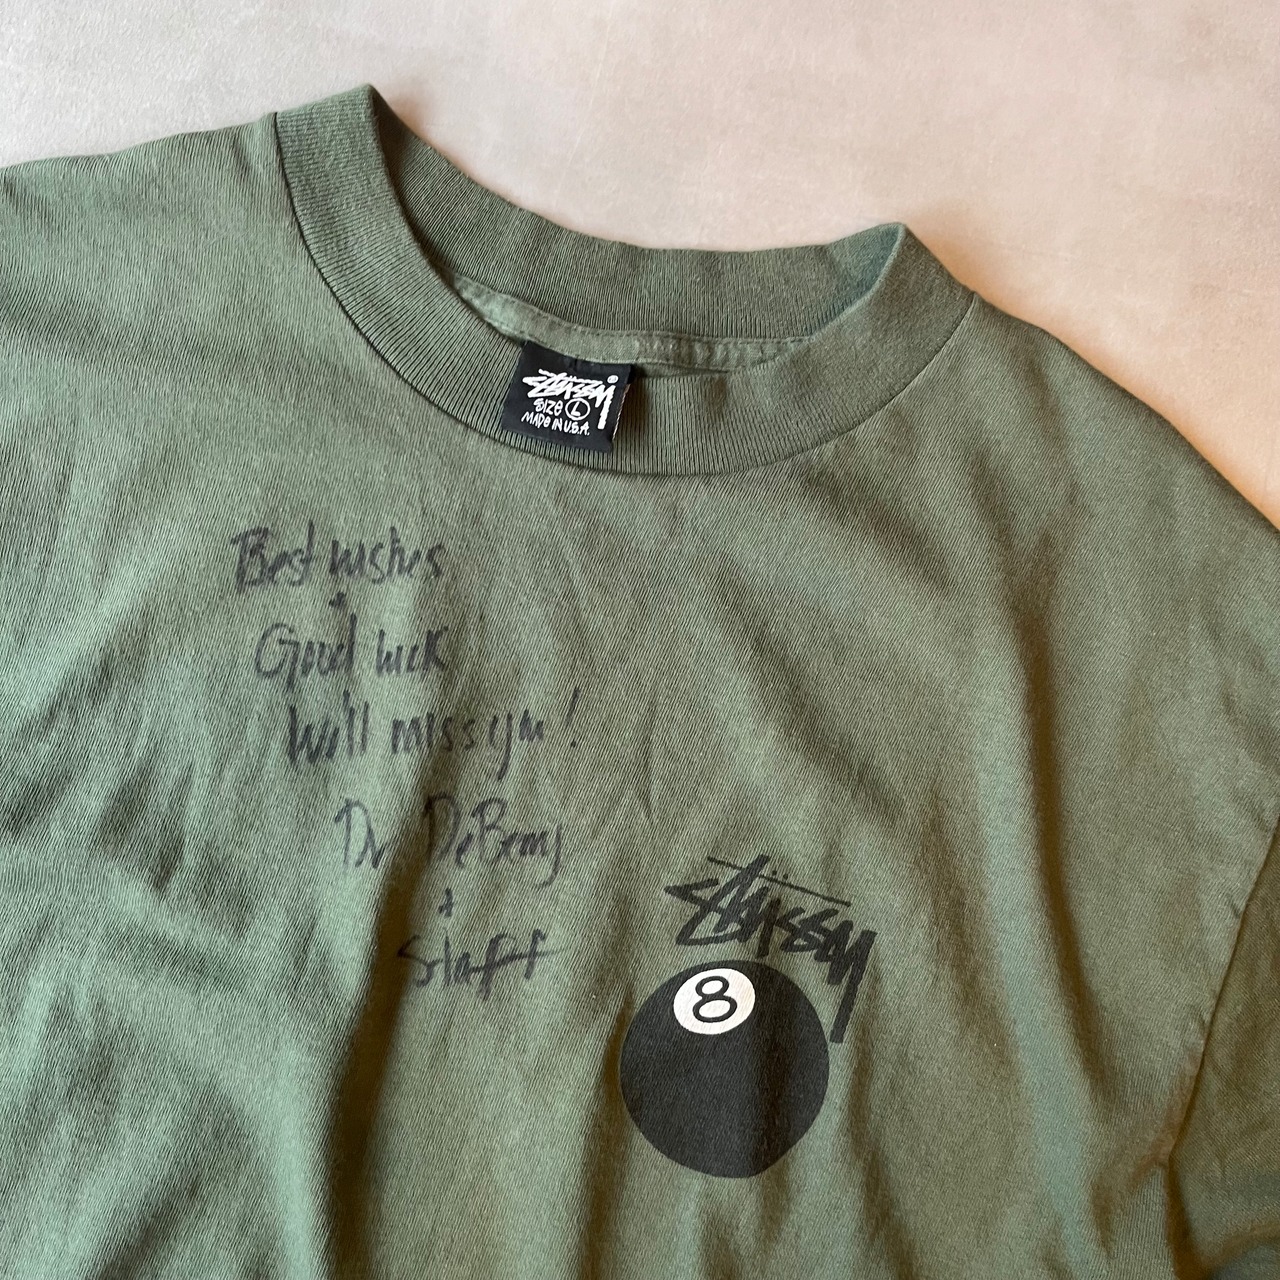 STÜSSY®
SIZE L
MADE IN U.S.A.
Best wishes
&
Good luck
Will miss you!
Dr DeBerry
&
Staff
STÜSSY
8